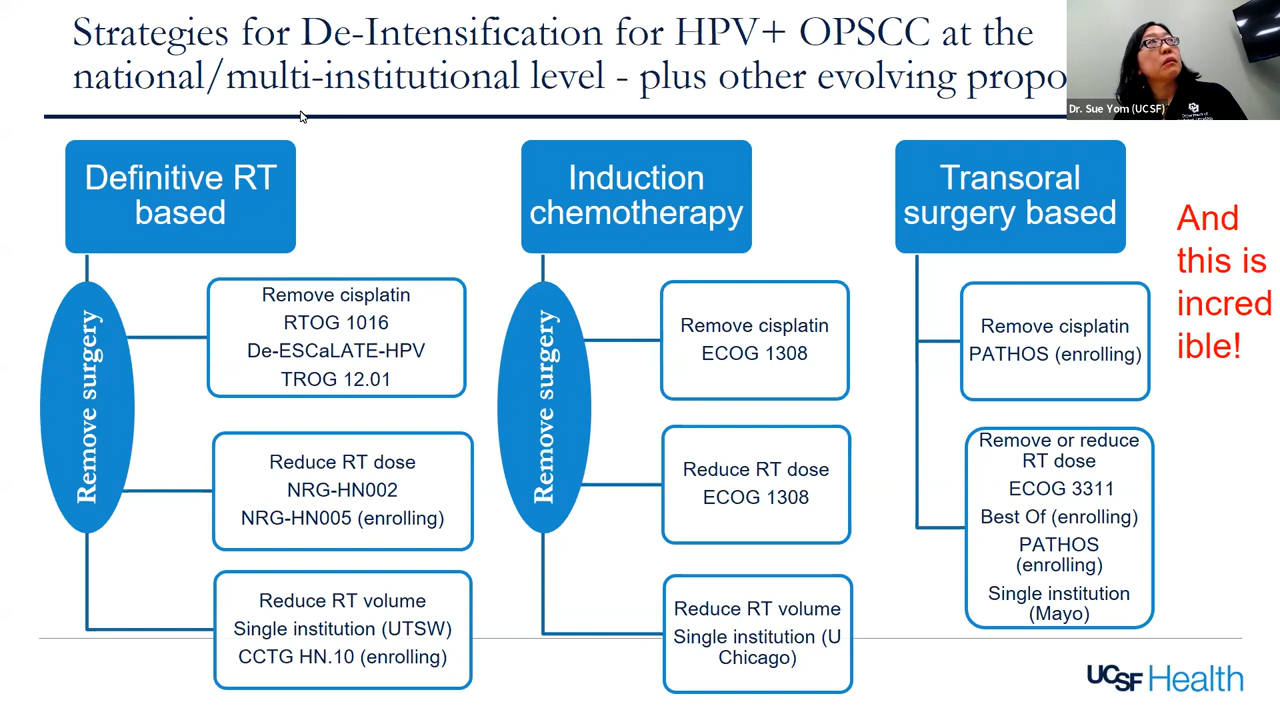 Strategies for De-Intensification for HPV+ OPSCC at the
national/multi-institutional level - plus other evolving propo
Dr. Sue Yom (UCSF)
Definitive RT
based
Remove surgery
Remove cisplatin
RTOG 1016
De-ESCaLATE-HPV
TROG 12.01
Reduce RT dose
NRG-HN002
NRG-HN005 (enrolling)
Reduce RT volume
Single institution (UTSW)
CCTG HN.10 (enrolling)
Induction
chemotherapy
Remove surgery
Remove cisplatin
ECOG 1308
Reduce RT dose
ECOG 1308
Reduce RT volume
Single institution (U
Chicago)
Transoral
surgery based
Remove cisplatin
PATHOS (enrolling)
Remove or reduce
RT dose
ECOG 3311
Best Of (enrolling)
PATHOS
(enrolling)
Single institution
(Mayo)
And
this is
incred
ible!
UCSF Health